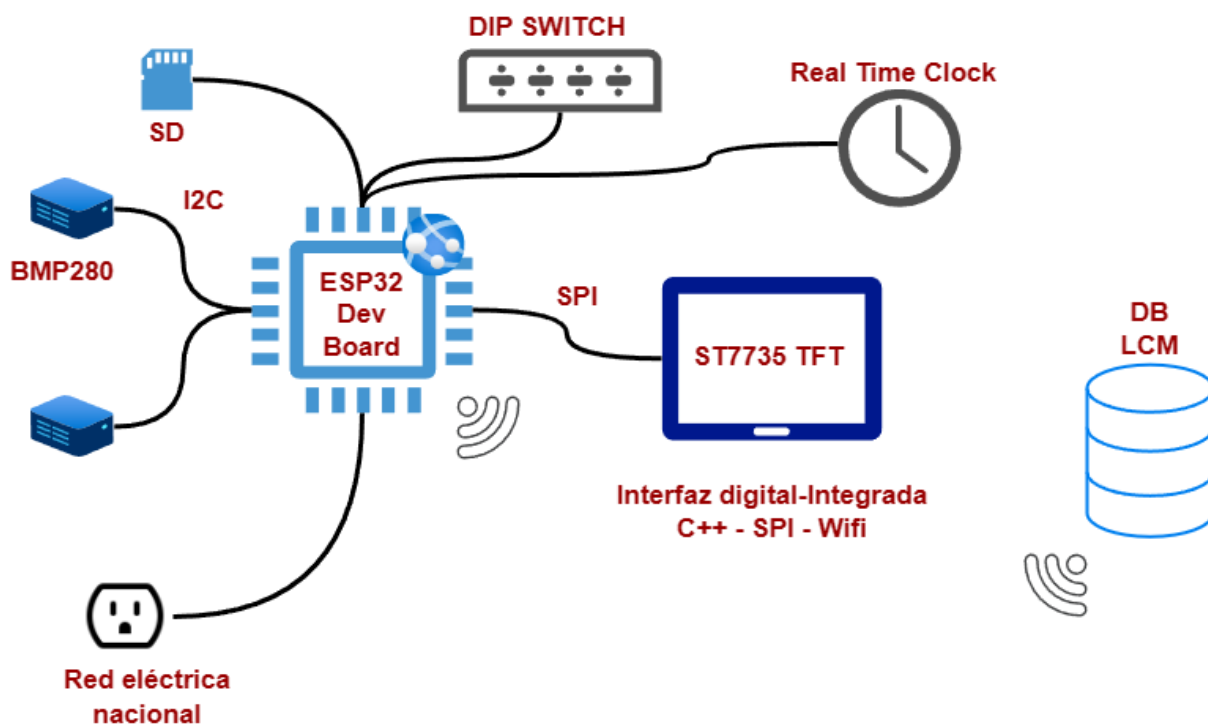 DIP SWITCH
Real Time Clock
SD
I2C
BMP280
ESP32
Dev
Board
SPI
ST7735 TFT
DB
LCM
Interfaz digital-Integrada
C++ - SPI - Wifi
Red eléctrica
nacional